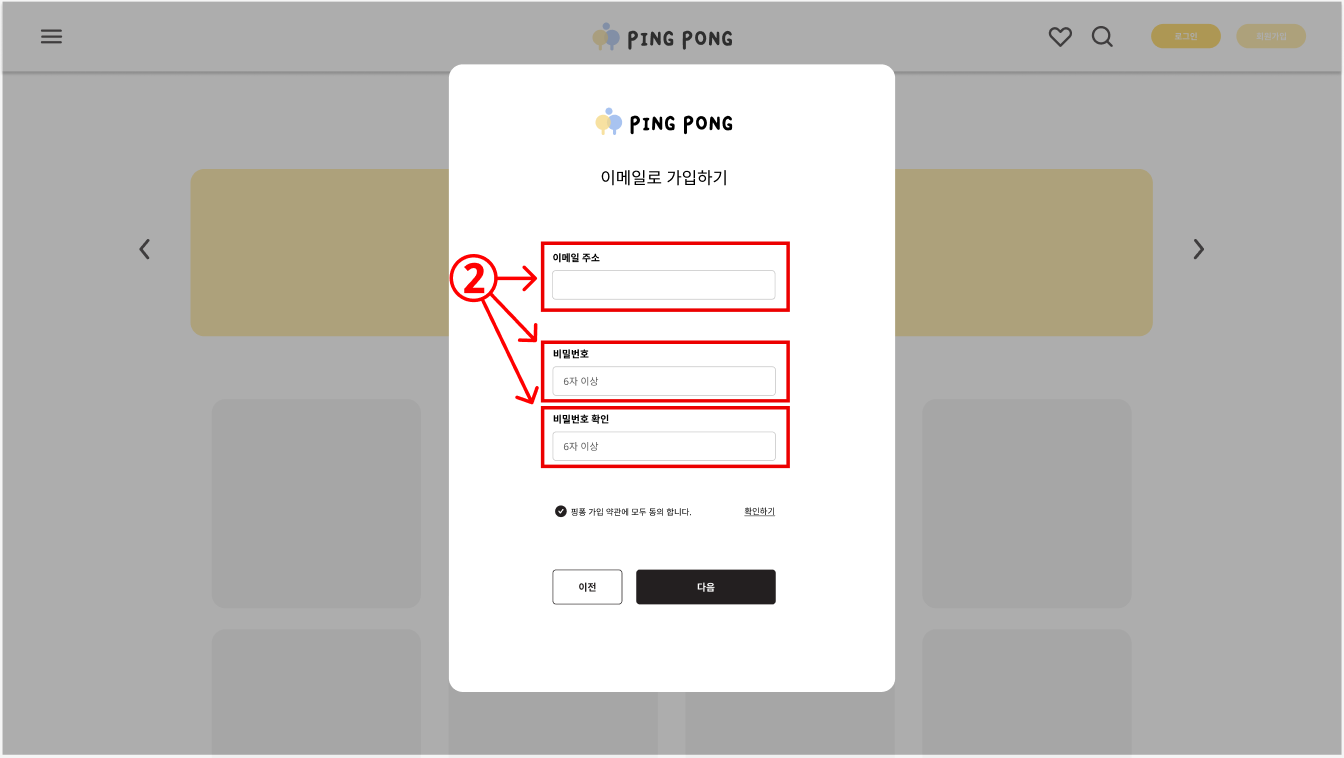 PING PONG
로그인
회원가입
PING PONG
이메일로 가입하기
2
이메일 주소
비밀번호
6자 이상
비밀번호 확인
6자 이상
핑퐁 가입 약관에 모두 동의 합니다.
확인하기
이전
다음